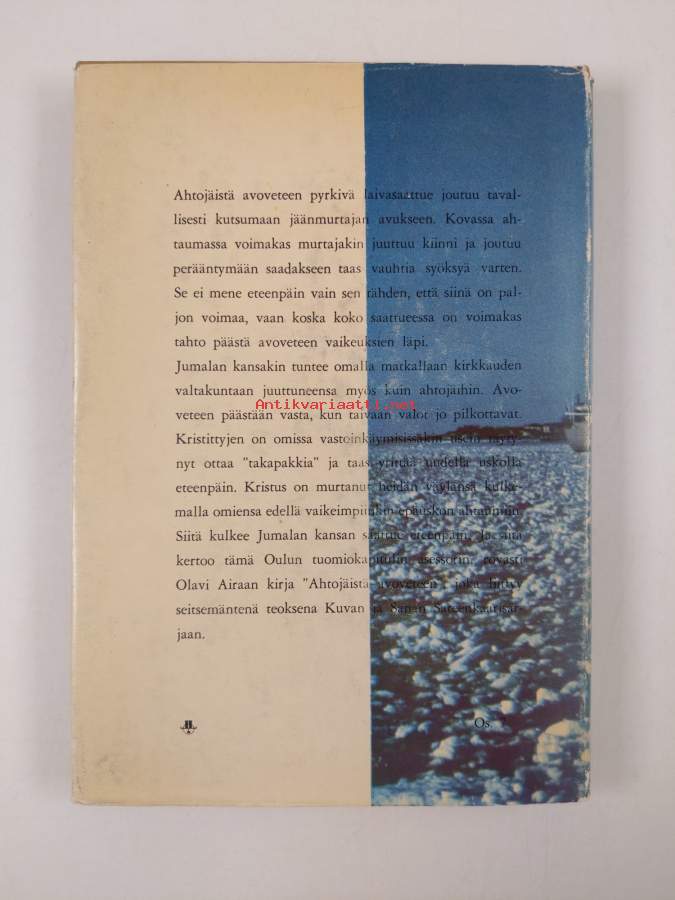 Ahtojäistä avoveteen pyrkivä laivasaattue joutuu taval-
lisesti kutsumaan jäänmurtajan avukseen. Kovassa ah-
taumassa voimakas murtajakin juuttuu kiinni ja joutuu
perääntymään saadakseen taas vauhtia syöksyä varten.
Se ei mene eteenpäin vain sen tähden, että siinä on pal-
jon voimaa, vaan koska koko saattueessa on voimakas
tahto päästä avoveteen vaikeuksien läpi.
Jumalan kansakin tuntee omalla matkallaan kirkkauden
valtakuntaan juuttuneensa myös kuin ahtojäihin. Avo-
veteen päästään vasta, kun taivaan valot jo pilkottavat.
Antikvariaatti.net
Kristittyjen on omissa vastoinkäymisissäkin usein täyty-
nyt ottaa "takapakkia" ja taas yrittää uudella uskolla
eteenpäin. Kristus on murtanut heidän väylänsä kulke-
malla omiensa edellä vaikeimpiinkin epäuskon ahtaumiin.
Siitä kulkee Jumalan kansan saattue eteenpäin. Ja siitä
kertoo tämä Oulun tuomiokapitulin asessorin, rovasti
Olavi Airaan kirja "Ahtojäistä avoveteen", joka liittyy
seitsemäntenä teoksena Kuvan ja Sanan Sateenkaarisar-
jaan.
Os. 7